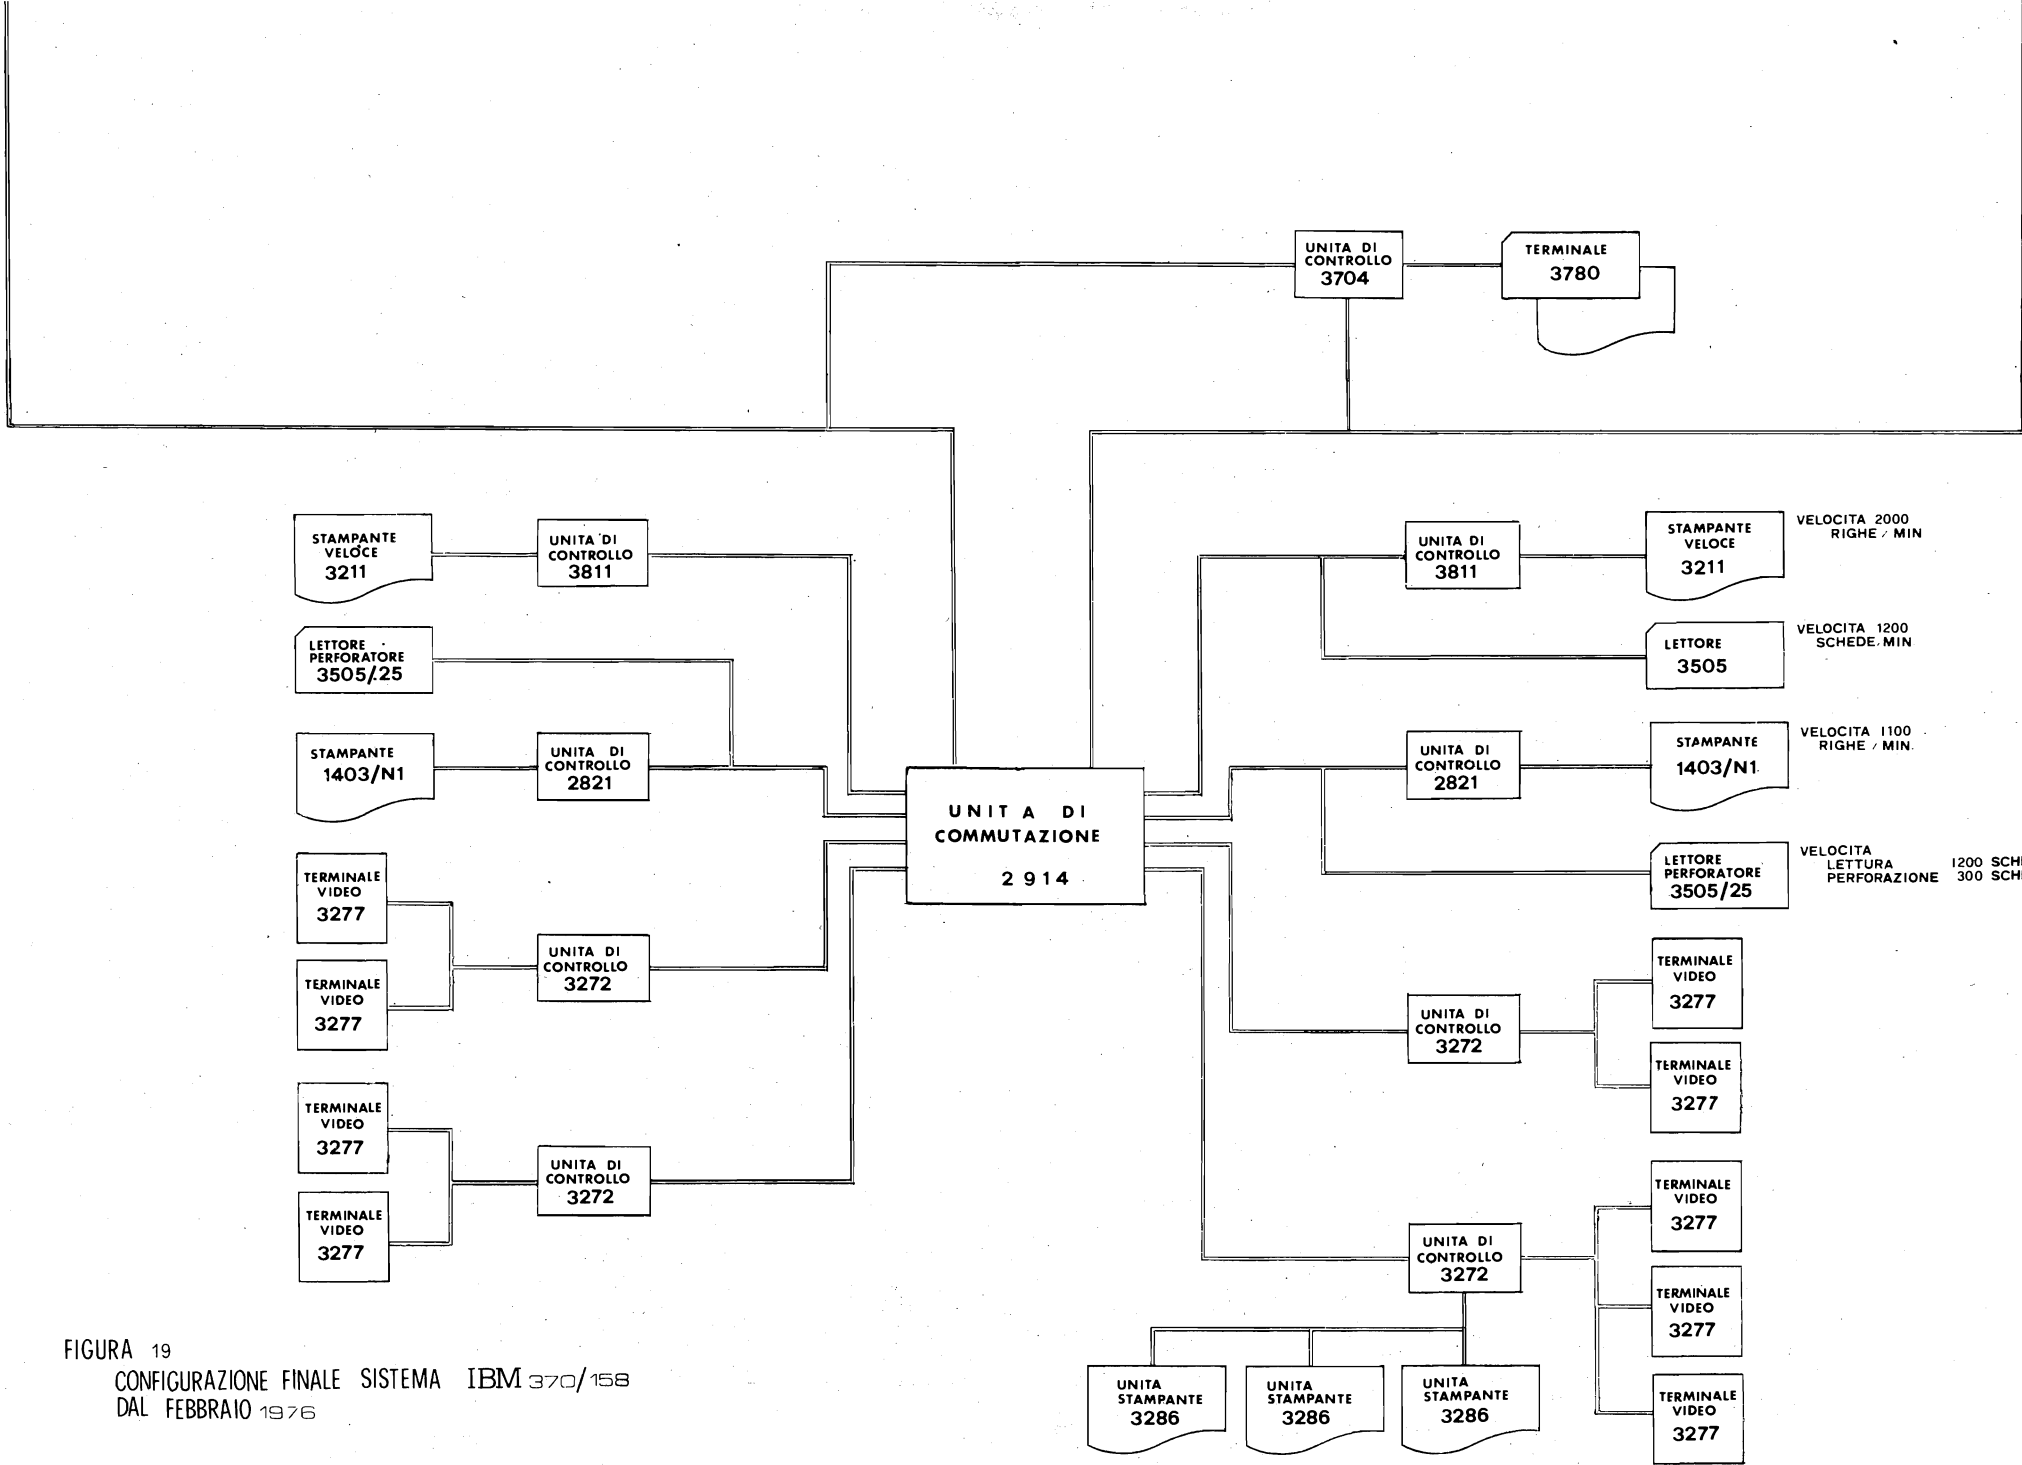 UNITA DI
CONTROLLO
3704
TERMINALE
3780
STAMPANTE
VELOCE
3211
UNITA DI
CONTROLLO
3811
UNITA DI
CONTROLLO
3811
STAMPANTE
VELOCE
3211
VELOCITA 2000
RIGHE / MIN
LETTORE
PERFORATORE
3505/25
LETTORE
3505
VELOCITA 1200
SCHEDE/MIN
STAMPANTE
1403/N1
UNITA DI
CONTROLLO
2821
UNITA DI
CONTROLLO
2821
STAMPANTE
1403/N1
VELOCITA 1100
RIGHE / MIN.
UNITA DI
COMMUTAZIONE
2914
LETTORE
PERFORATORE
3505/25
VELOCITA
LETTURA 1200 SCH
PERFORAZIONE 300 SCH
TERMINALE
VIDEO
3277
TERMINALE
VIDEO
3277
UNITA DI
CONTROLLO
3272
UNITA DI
CONTROLLO
3272
TERMINALE
VIDEO
3277
TERMINALE
VIDEO
3277
TERMINALE
VIDEO
3277
TERMINALE
VIDEO
3277
UNITA DI
CONTROLLO
3272
UNITA DI
CONTROLLO
3272
TERMINALE
VIDEO
3277
TERMINALE
VIDEO
3277
TERMINALE
VIDEO
3277
UNITA
STAMPANTE
3286
UNITA
STAMPANTE
3286
UNITA
STAMPANTE
3286
FIGURA 19
CONFIGURAZIONE FINALE SISTEMA IBM 370/158
DAL FEBBRAIO 1976